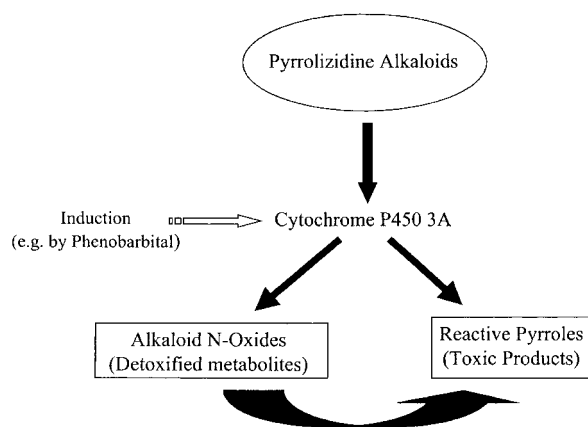 Pyrrolizidine Alkaloids
Induction
(e.g. by Phenobarbital)
Cytochrome P450 3A
Alkaloid N-Oxides
(Detoxified metabolites)
Reactive Pyrroles
(Toxic Products)